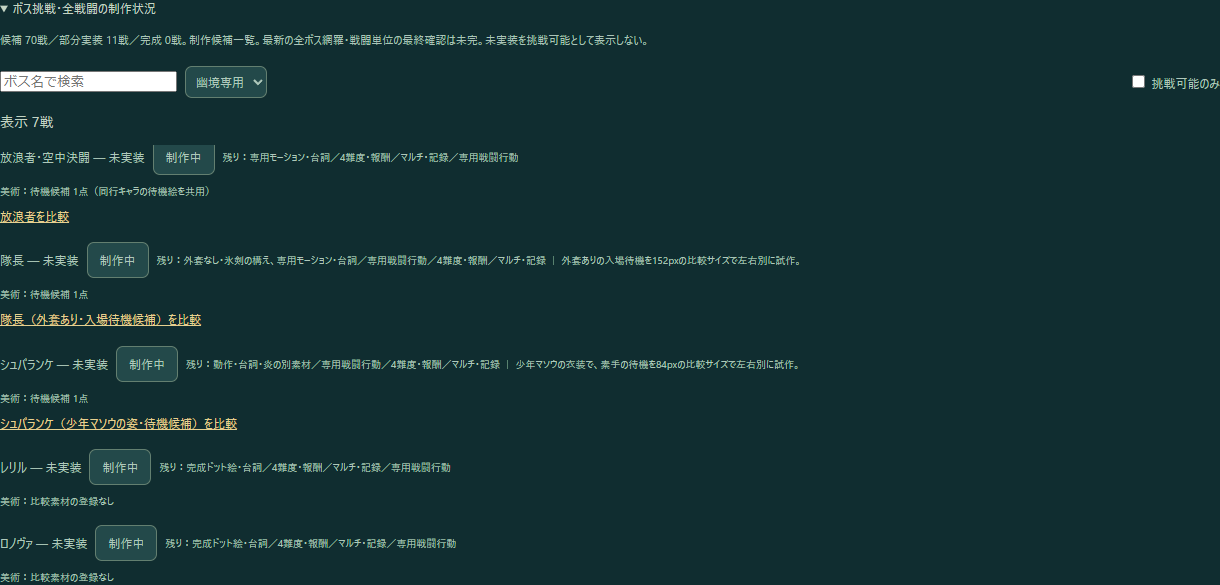 ▼ ボス挑戦・全戦闘の制作状況
候補 70戦／部分実装 11戦／完成 0戦。制作候補一覧。最新の全ボス網羅・戦闘単位の最終確認は未完。未実装を挑戦可能として表示しない。
ボス名で検索 幽境専用 挑戦可能のみ
表示 7戦
放浪者・空中決闘 — 未実装 制作中 残り：専用モーション・台詞／4難度・報酬／マルチ・記録／専用戦闘行動
美術：待機候補 1点（同行キャラの待機絵を共用）
放浪者を比較
隊長 — 未実装 制作中 残り：外套なし・氷剣の構え、専用モーション・台詞／専用戦闘行動／4難度・報酬／マルチ・記録 ｜ 外套ありの入場待機を152pxの比較サイズで左右別に試作。
美術：待機候補 1点
隊長（外套あり・入場待機候補）を比較
シュバランケ — 未実装 制作中 残り：動作・台詞・炎の別素材／専用戦闘行動／4難度・報酬／マルチ・記録 ｜ 少年マソウの衣装で、素手の待機を84pxの比較サイズで左右別に試作。
美術：待機候補 1点
シュバランケ（少年マソウの姿・待機候補）を比較
レリル — 未実装 制作中 残り：完成ドット絵・台詞／4難度・報酬／マルチ・記録／専用戦闘行動
美術：比較素材の登録なし
ロノヴァ — 未実装 制作中 残り：完成ドット絵・台詞／4難度・報酬／マルチ・記録／専用戦闘行動
美術：比較素材の登録なし